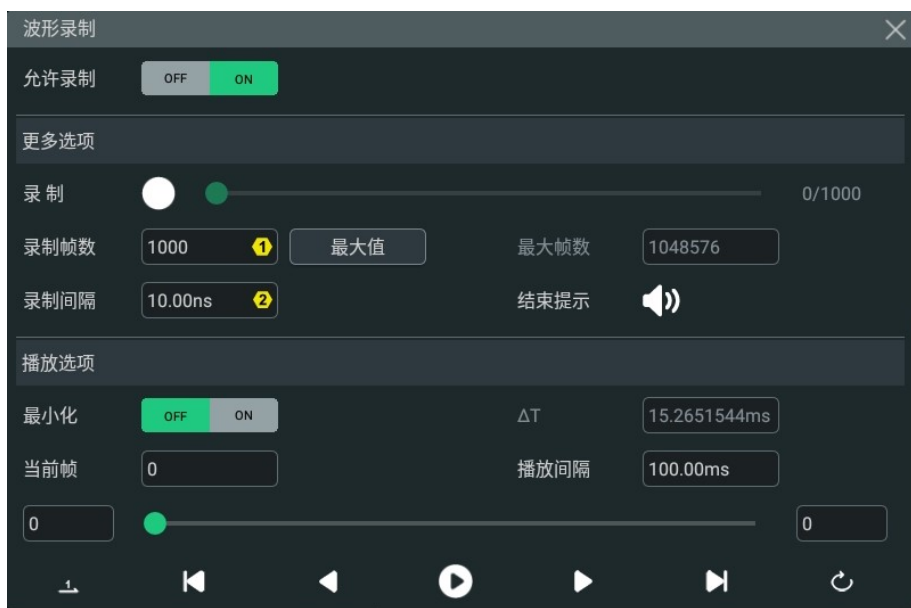 波形录制
允许录制 OFF ON
更多选项
录 制 0/1000
录制帧数 1000 1 最大值 最大帧数 1048576
录制间隔 10.00ns 2 结束提示
播放选项
最小化 OFF ON ΔT 15.2651544ms
当前帧 0 播放间隔 100.00ms
0 0
1